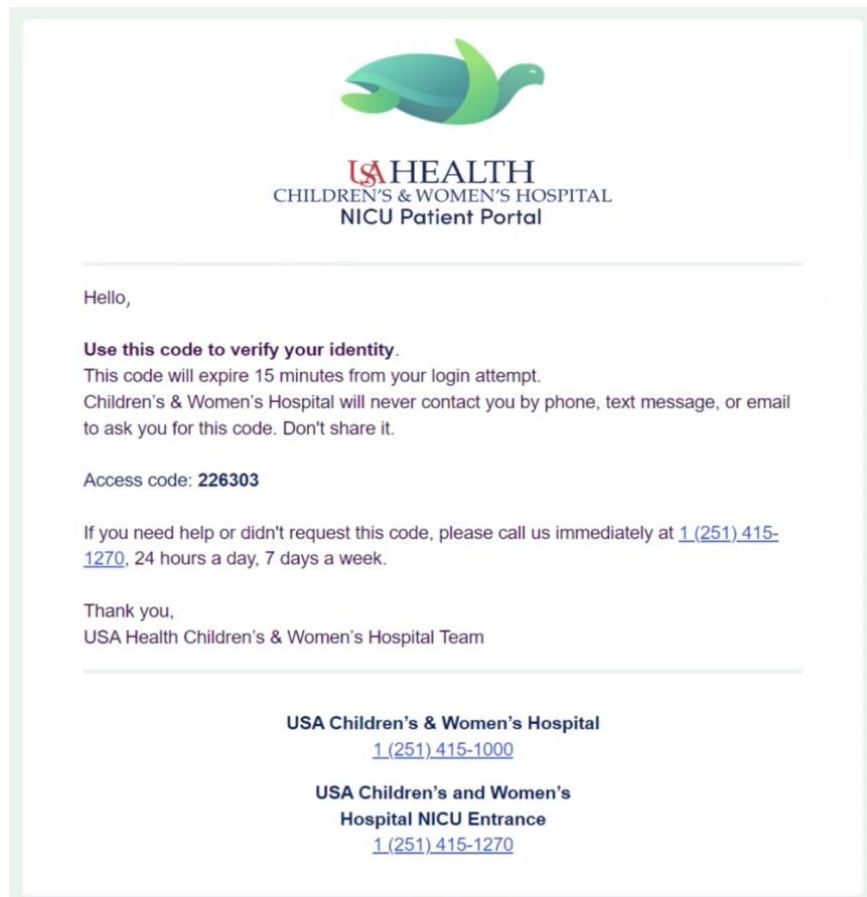 USA HEALTH
CHILDREN'S & WOMEN'S HOSPITAL
NICU Patient Portal
Hello,
Use this code to verify your identity.
This code will expire 15 minutes from your login attempt.
Children's & Women's Hospital will never contact you by phone, text message, or email
to ask you for this code. Don't share it.
Access code: 226303
If you need help or didn't request this code, please call us immediately at 1 (251) 415-
1270, 24 hours a day, 7 days a week.
Thank you,
USA Health Children's & Women's Hospital Team
USA Children's & Women's Hospital
1 (251) 415-1000
USA Children's and Women's
Hospital NICU Entrance
1 (251) 415-1270